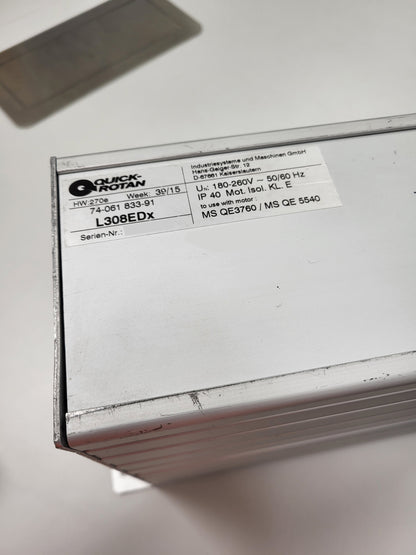 QUICK-
ROTAN
HW:270e Week: 39/15
74-061 833-91
L308EDx
Serien-Nr.:
Industriesysteme und Maschinen GmbH
Hans-Geiger-Str. 12
D-67661 Kaiserslautern
UN: 180-260V ~ 50/60 Hz
IP 40 Mot. Isol. KL. E
to use with motor :
MS QE3760 / MS QE 5540